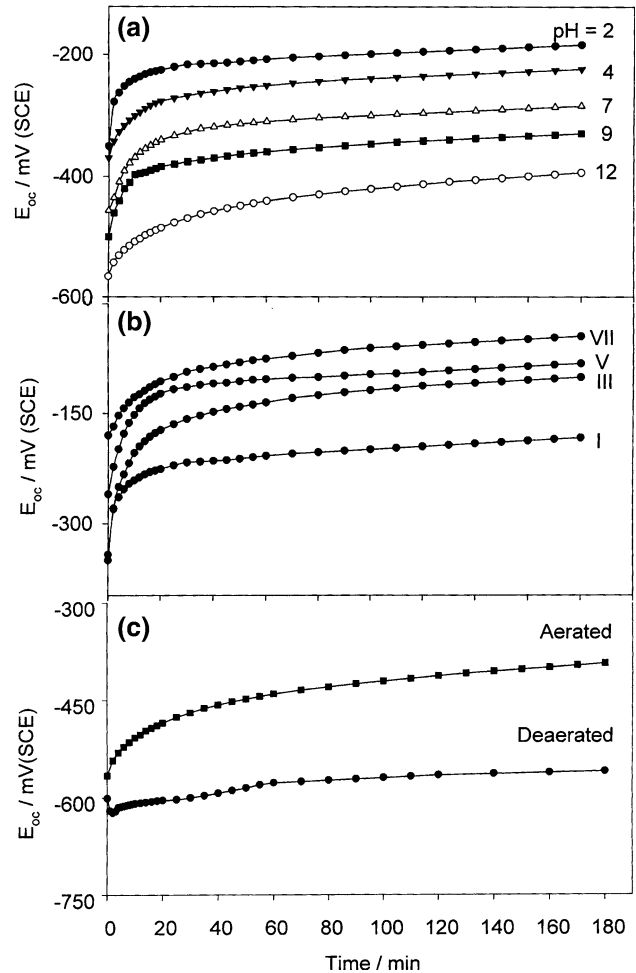 (a)
pH = 2
4
7
9
12
-200
-400
-600
E_oc / mV (SCE)
(b)
VII
V
III
I
-150
-300
E_oc / mV (SCE)
(c)
Aerated
Deaerated
-300
-450
-600
-750
E_oc / mV(SCE)
0 20 40 60 80 100 120 140 160 180
Time / min